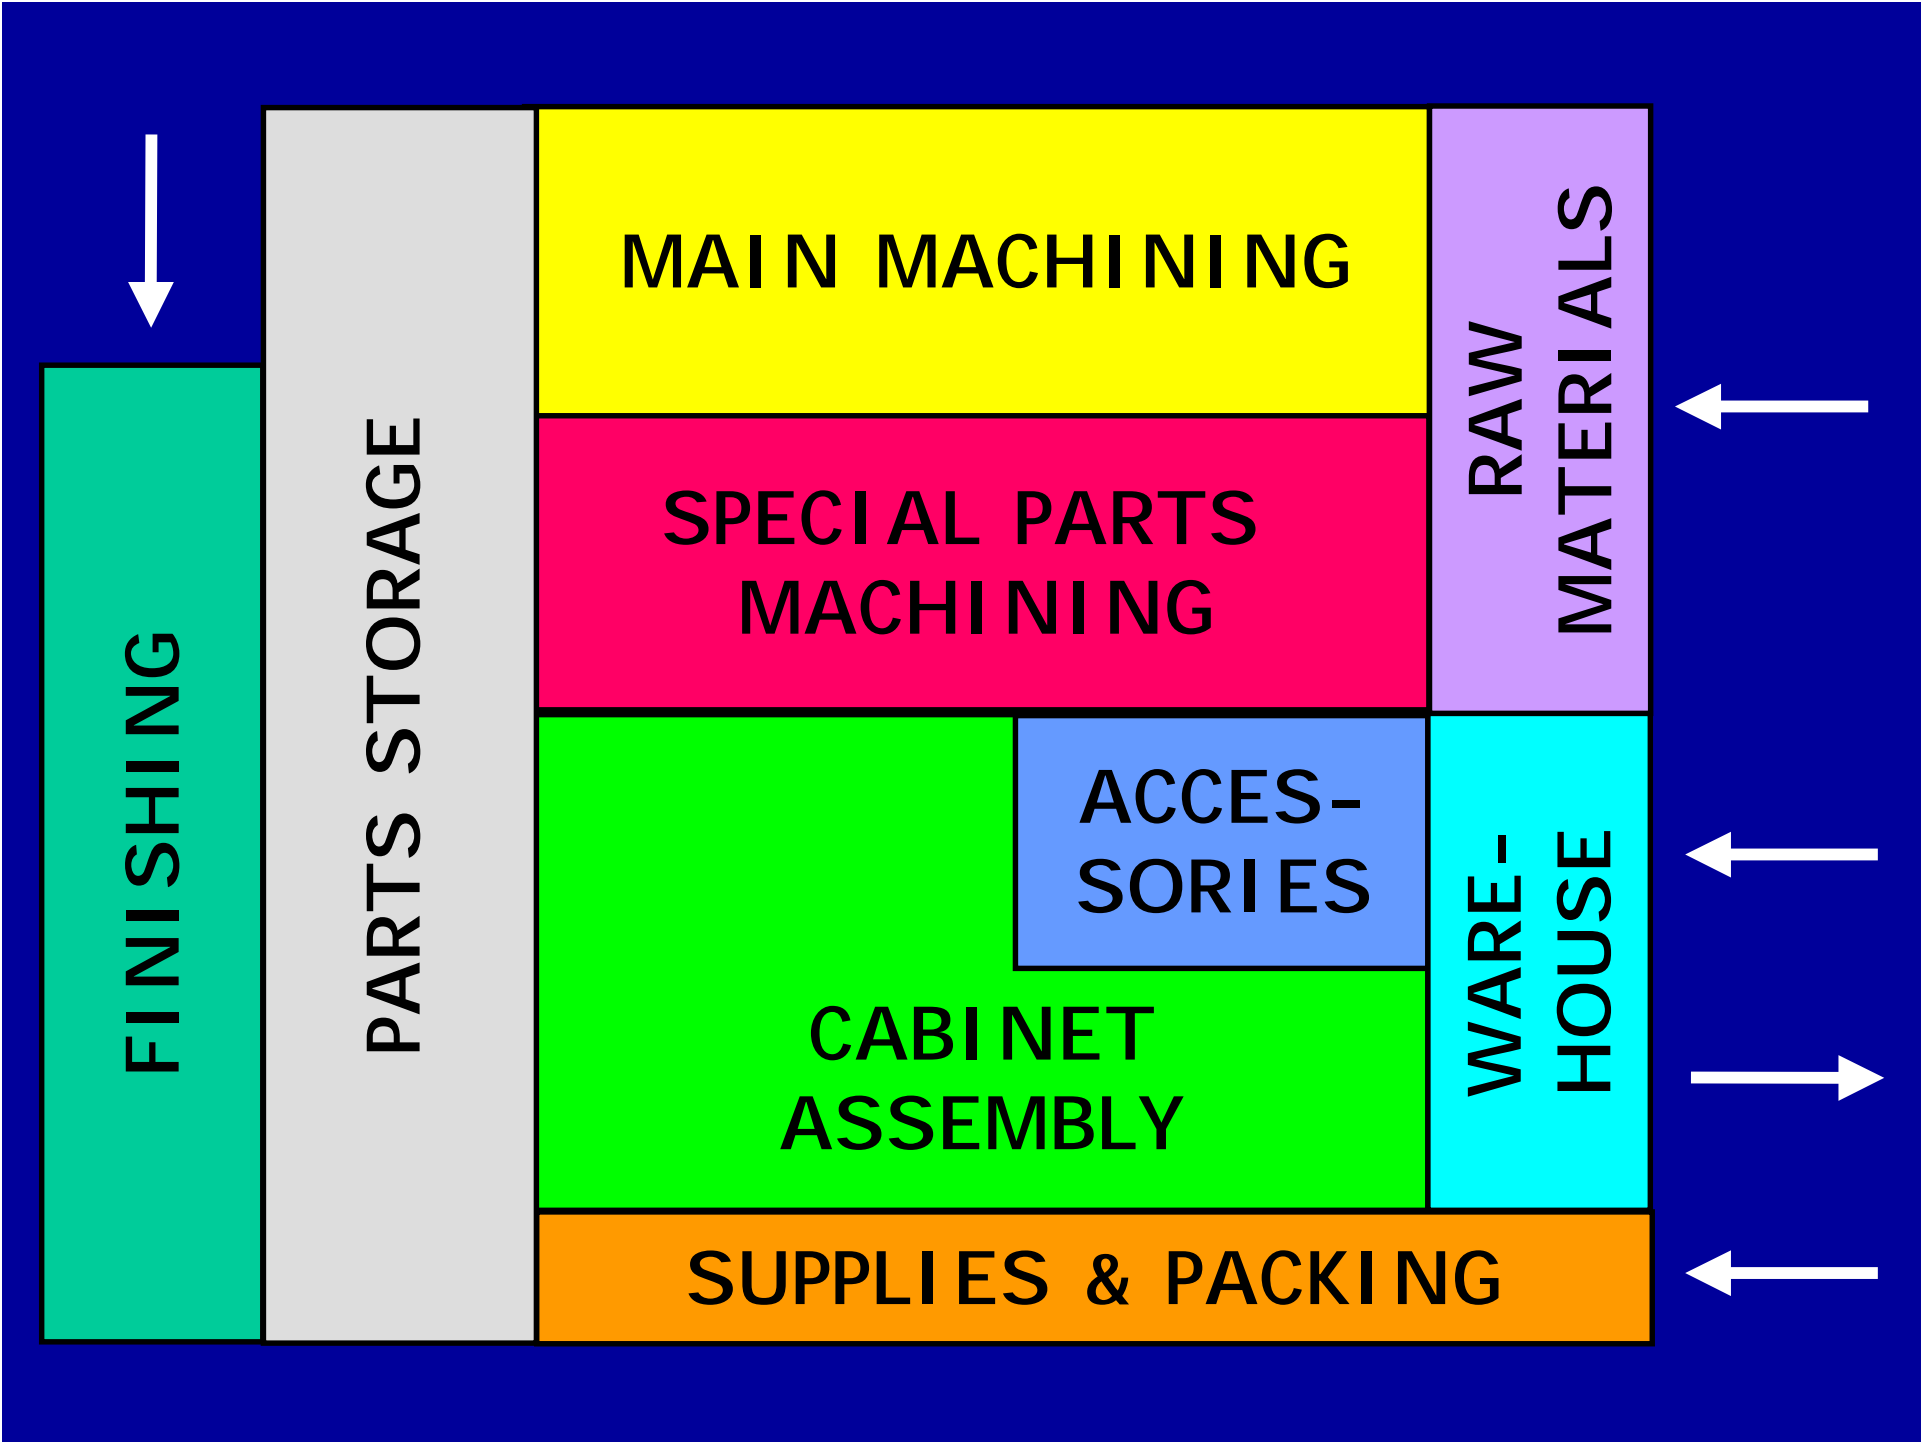 MAIN MACHINING
RAW
MATERIALS
SPECIAL PARTS
MACHINING
FINISHING
PARTS STORAGE
ACCES-
SORIES
WARE-
HOUSE
CABINET
ASSEMBLY
SUPPLIES & PACKING